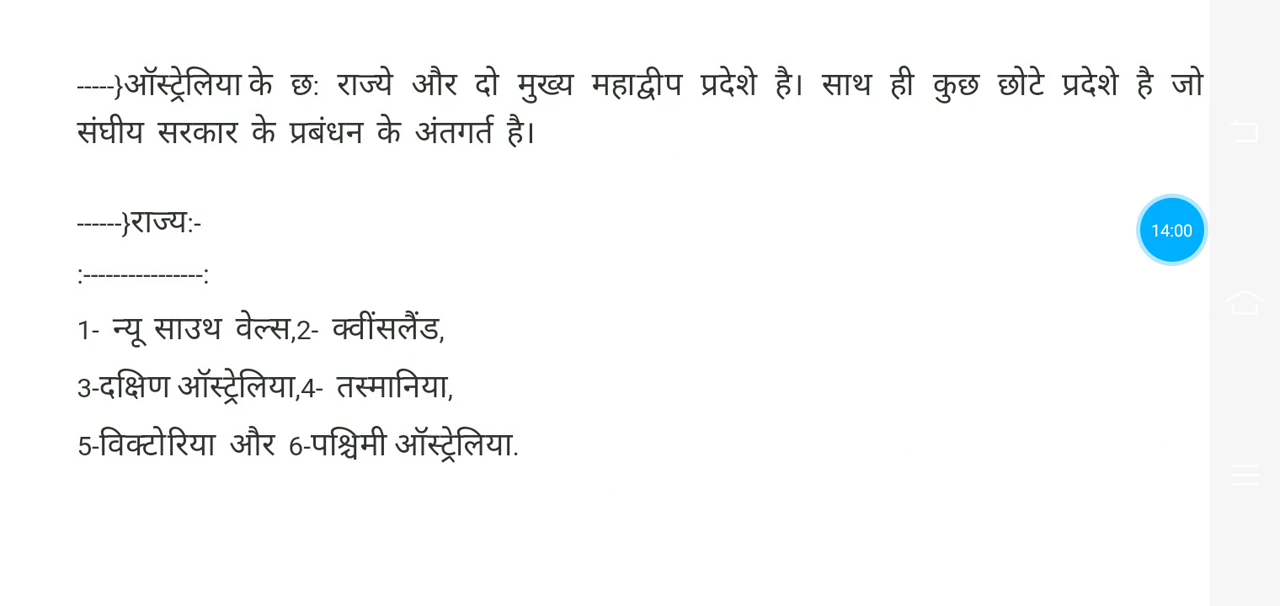 -----}ऑस्ट्रेलिया के छ: राज्ये और दो मुख्य महाद्वीप प्रदेशे है। साथ ही कुछ छोटे प्रदेशे है जो
संघीय सरकार के प्रबंधन के अंतगर्त है।
------}राज्य:-
14:00
:----------------:
1- न्यू साउथ वेल्स,2- क्वींसलैंड,
3-दक्षिण ऑस्ट्रेलिया,4- तस्मानिया,
5-विक्टोरिया और 6-पश्चिमी ऑस्ट्रेलिया.